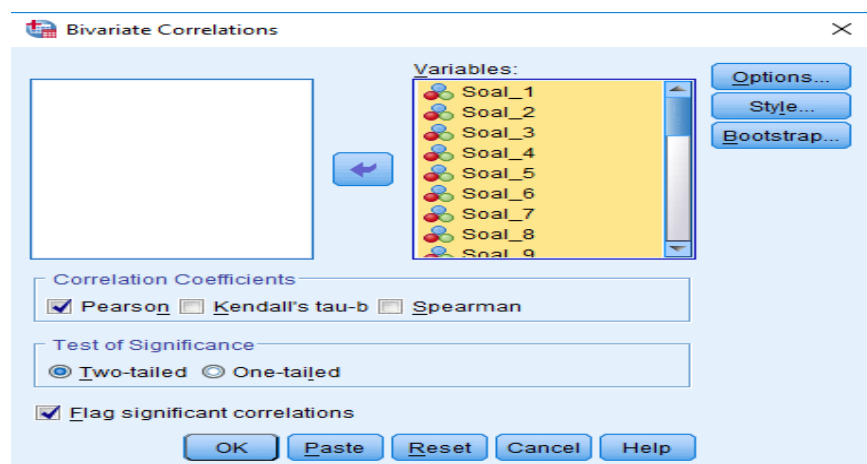 Bivariate Correlations
Variables:
Soal_1
Soal_2
Soal_3
Soal_4
Soal_5
Soal_6
Soal_7
Soal_8
Soal_9
Options...
Style...
Bootstrap...
Correlation Coefficients
Pearson Kendall's tau-b Spearman
Test of Significance
Two-tailed One-tailed
Flag significant correlations
OK Paste Reset Cancel Help